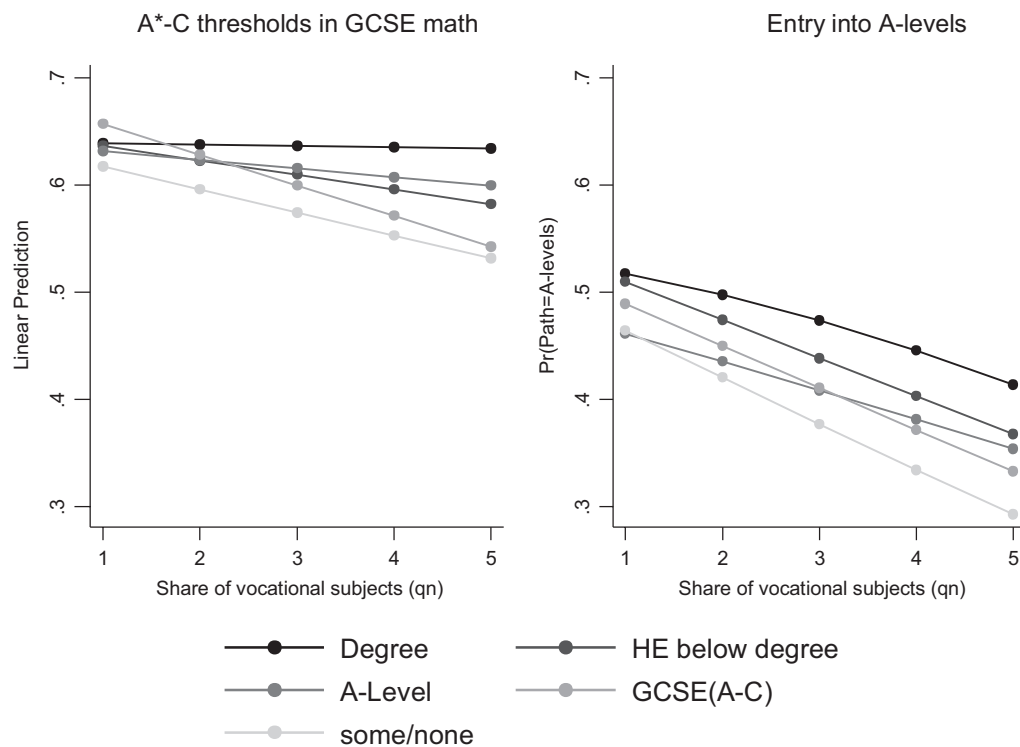 A*-C thresholds in GCSE math
.7
.6
.5
.4
.3
Linear Prediction
1 2 3 4 5
Share of vocational subjects (qn)
Entry into A-levels
.7
.6
.5
.4
.3
Pr(Path=A-levels)
1 2 3 4 5
Share of vocational subjects (qn)
Degree
HE below degree
A-Level
GCSE(A-C)
some/none